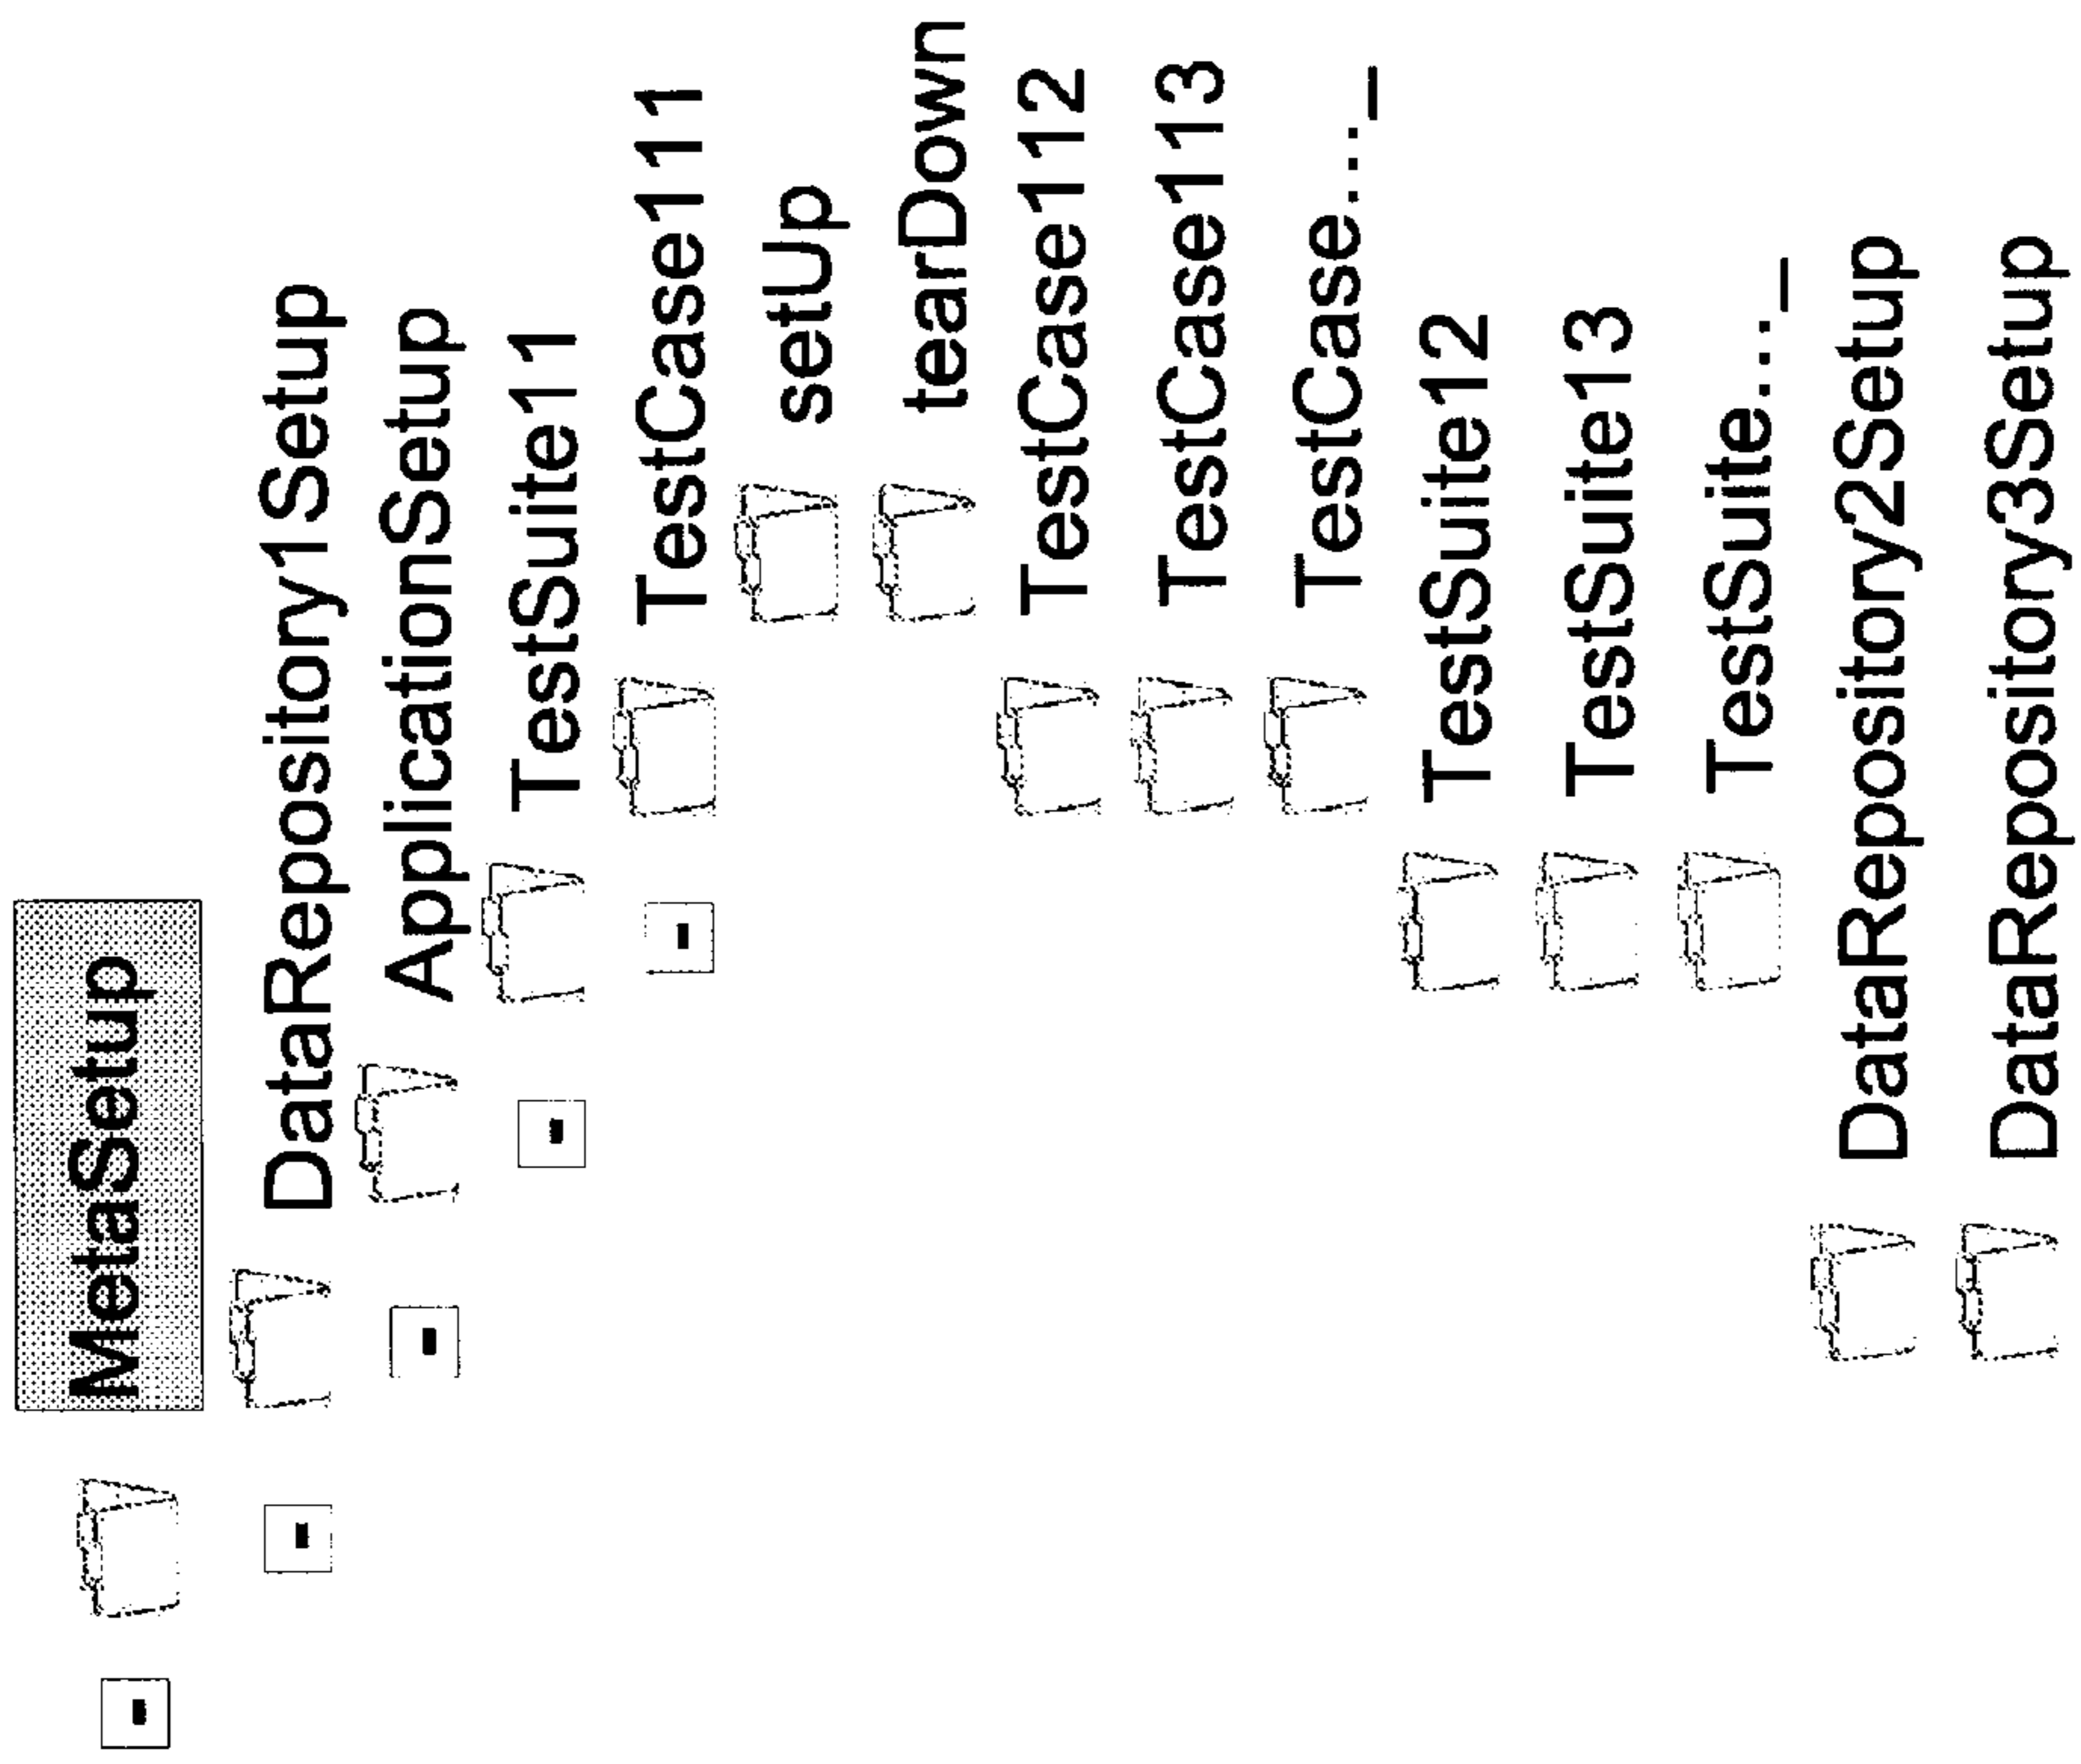 MetaSetup
DataRepository1Setup
ApplicationSetup
TestSuite11
TestCase111
setUp
tearDown
TestCase112
TestCase113
TestCase..._
TestSuite12
TestSuite13
TestSuite..._
DataRepository2Setup
DataRepository3Setup